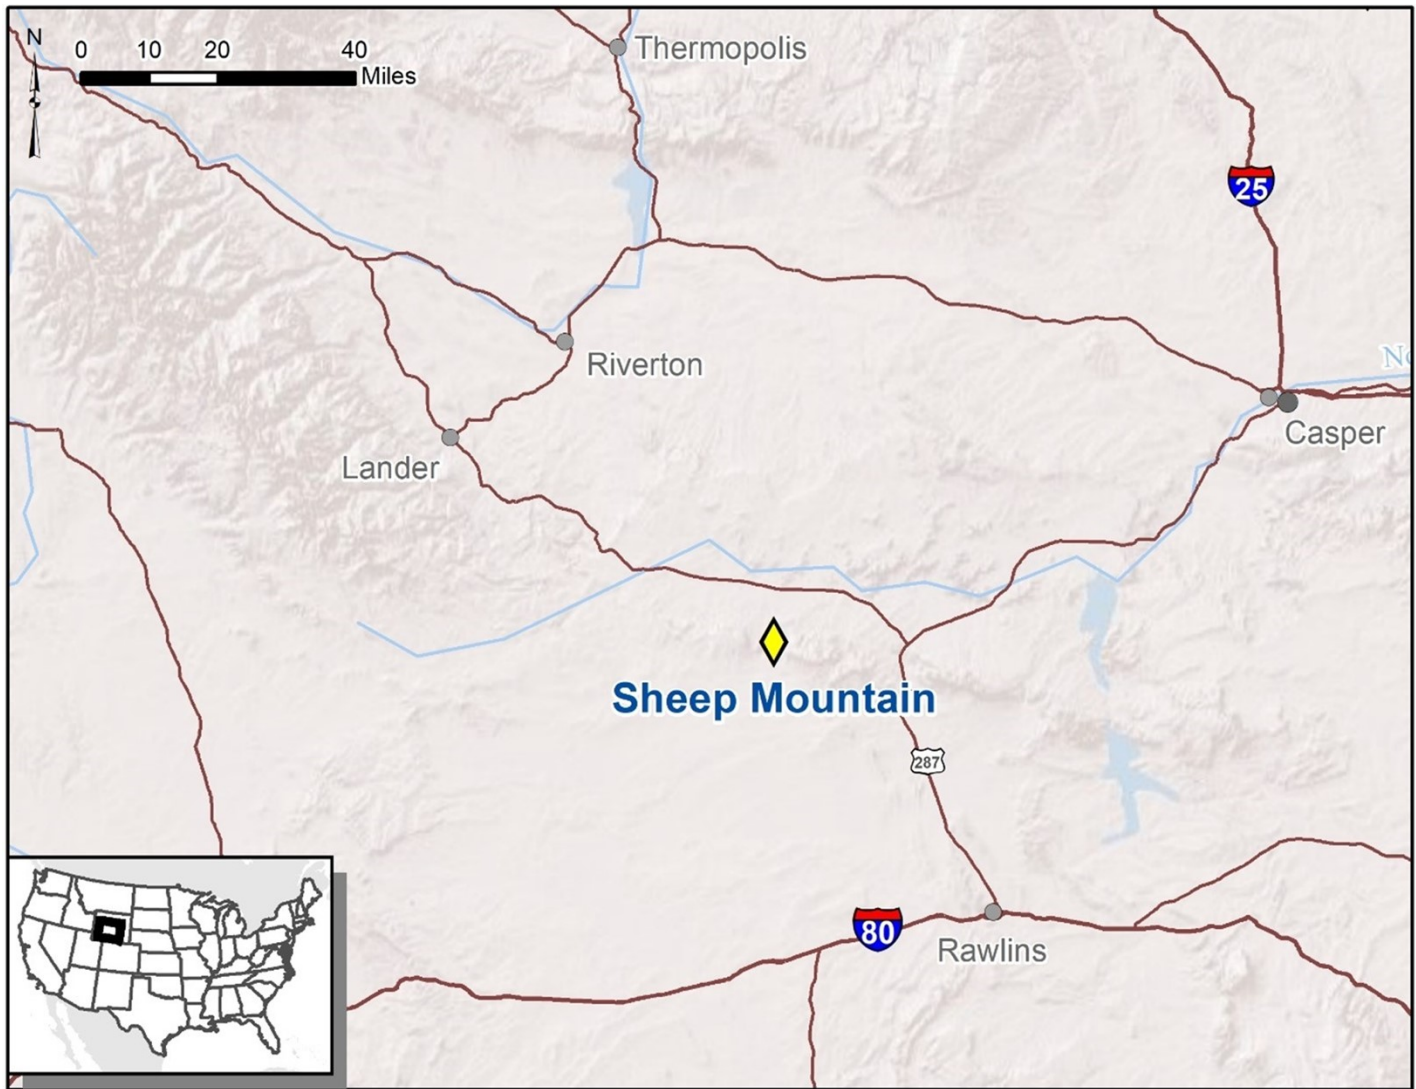 N
0 10 20 40
Miles
Thermopolis
25
Riverton
Casper
Lander
Sheep Mountain
287
80
Rawlins